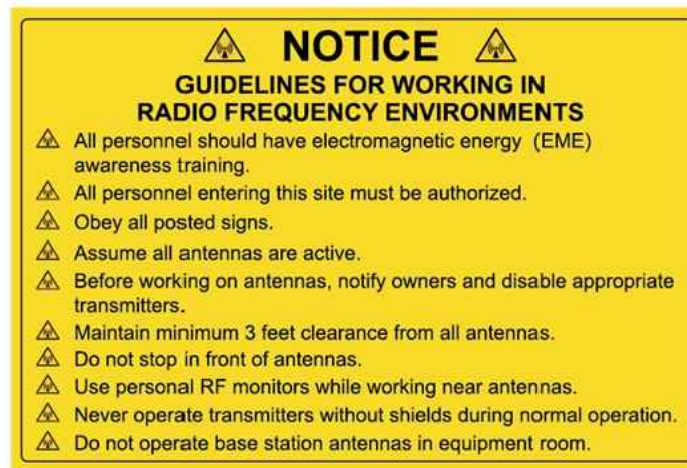 NOTICE
GUIDELINES FOR WORKING IN
RADIO FREQUENCY ENVIRONMENTS
All personnel should have electromagnetic energy (EME)
awareness training.
All personnel entering this site must be authorized.
Obey all posted signs.
Assume all antennas are active.
Before working on antennas, notify owners and disable appropriate
transmitters.
Maintain minimum 3 feet clearance from all antennas.
Do not stop in front of antennas.
Use personal RF monitors while working near antennas.
Never operate transmitters without shields during normal operation.
Do not operate base station antennas in equipment room.